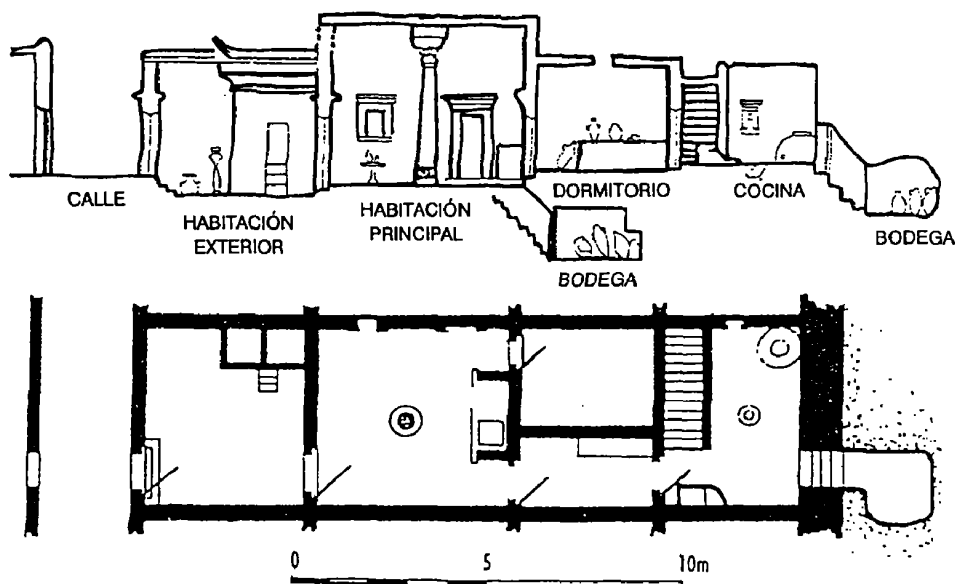 CALLE
HABITACIÓN
EXTERIOR
HABITACIÓN
PRINCIPAL
BODEGA
DORMITORIO
COCINA
BODEGA
0 5 10m